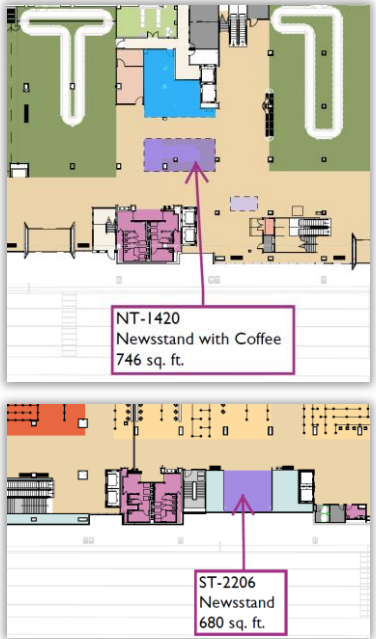 NT-1420
Newsstand with Coffee
746 sq. ft.
ST-2206
Newsstand
680 sq. ft.